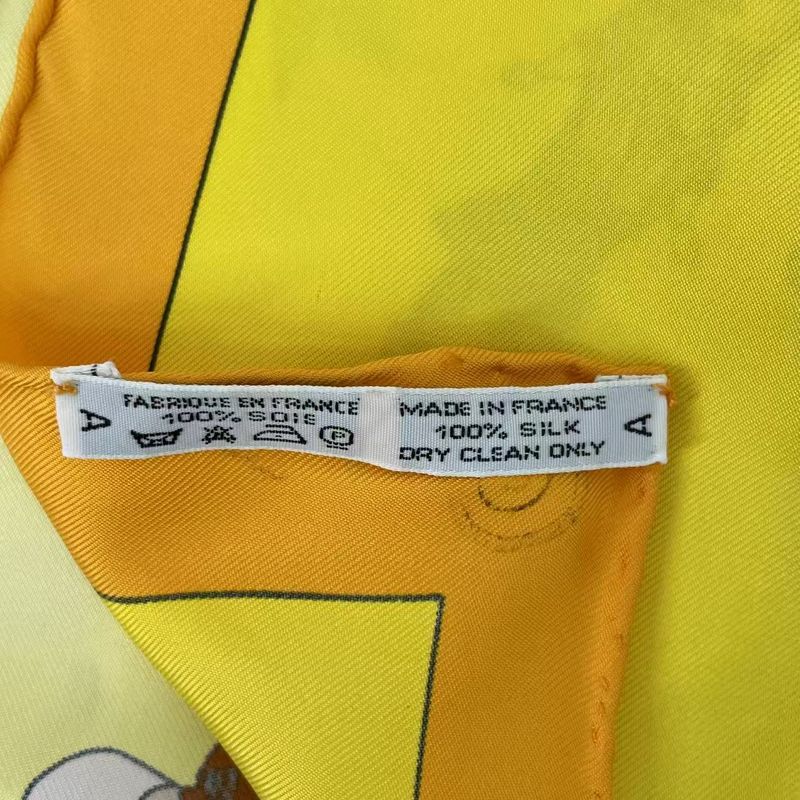 A
FABRIQUE EN FRANCE
100% SOIE
P
MADE IN FRANCE
100% SILK
DRY CLEAN ONLY
A